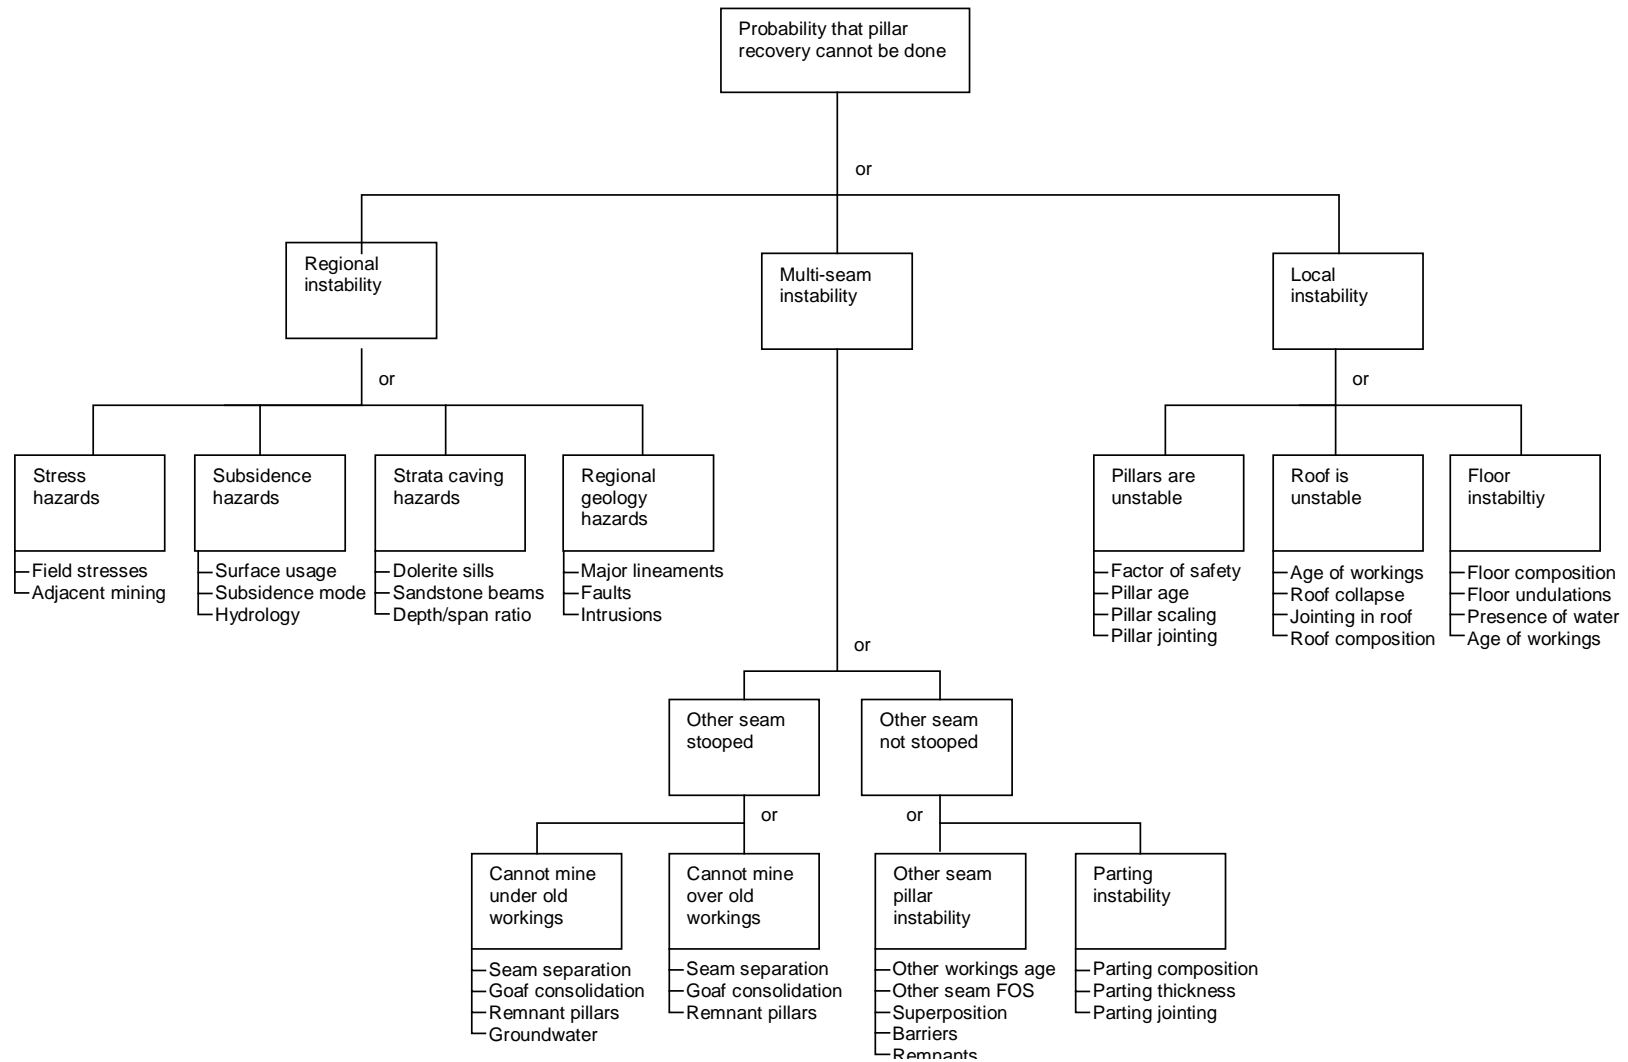 Probability that pillar
recovery cannot be done
or
Regional
instability
Multi-seam
instability
Local
instability
or
or
Stress
hazards
Subsidence
hazards
Strata caving
hazards
Regional
geology
hazards
Pillars are
unstable
Roof is
unstable
Floor
instabiltiy
Field stresses
Adjacent mining
Surface usage
Subsidence mode
Hydrology
Dolerite sills
Sandstone beams
Depth/span ratio
Major lineaments
Faults
Intrusions
Factor of safety
Pillar age
Pillar scaling
Pillar jointing
Age of workings
Roof collapse
Jointing in roof
Roof composition
Floor composition
Floor undulations
Presence of water
Age of workings
or
Other seam
stooped
Other seam
not stooped
or
or
Cannot mine
under old
workings
Cannot mine
over old
workings
Other seam
pillar
instability
Parting
instability
Seam separation
Goaf consolidation
Remnant pillars
Groundwater
Seam separation
Goaf consolidation
Remnant pillars
Other workings age
Other seam FOS
Superposition
Barriers
Remnants
Parting composition
Parting thickness
Parting jointing